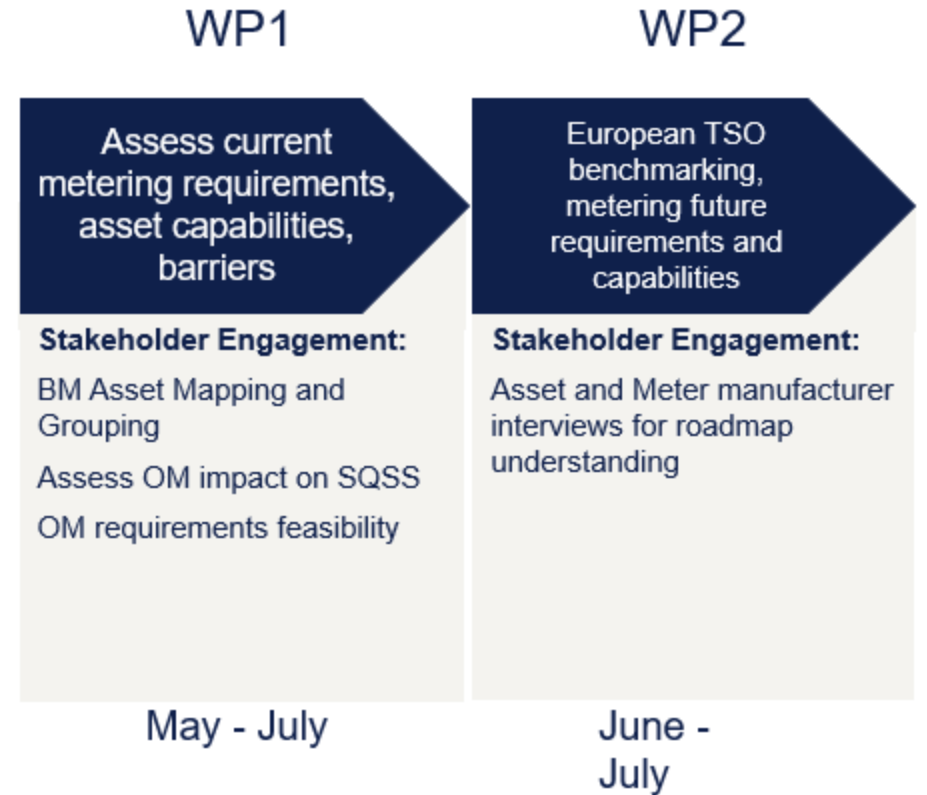 WP1
Assess current
metering requirements,
asset capabilities,
barriers
Stakeholder Engagement:
BM Asset Mapping and
Grouping
Assess OM impact on SQSS
OM requirements feasibility
May - July
WP2
European TSO
benchmarking,
metering future
requirements and
capabilities
Stakeholder Engagement:
Asset and Meter manufacturer
interviews for roadmap
understanding
June -
July